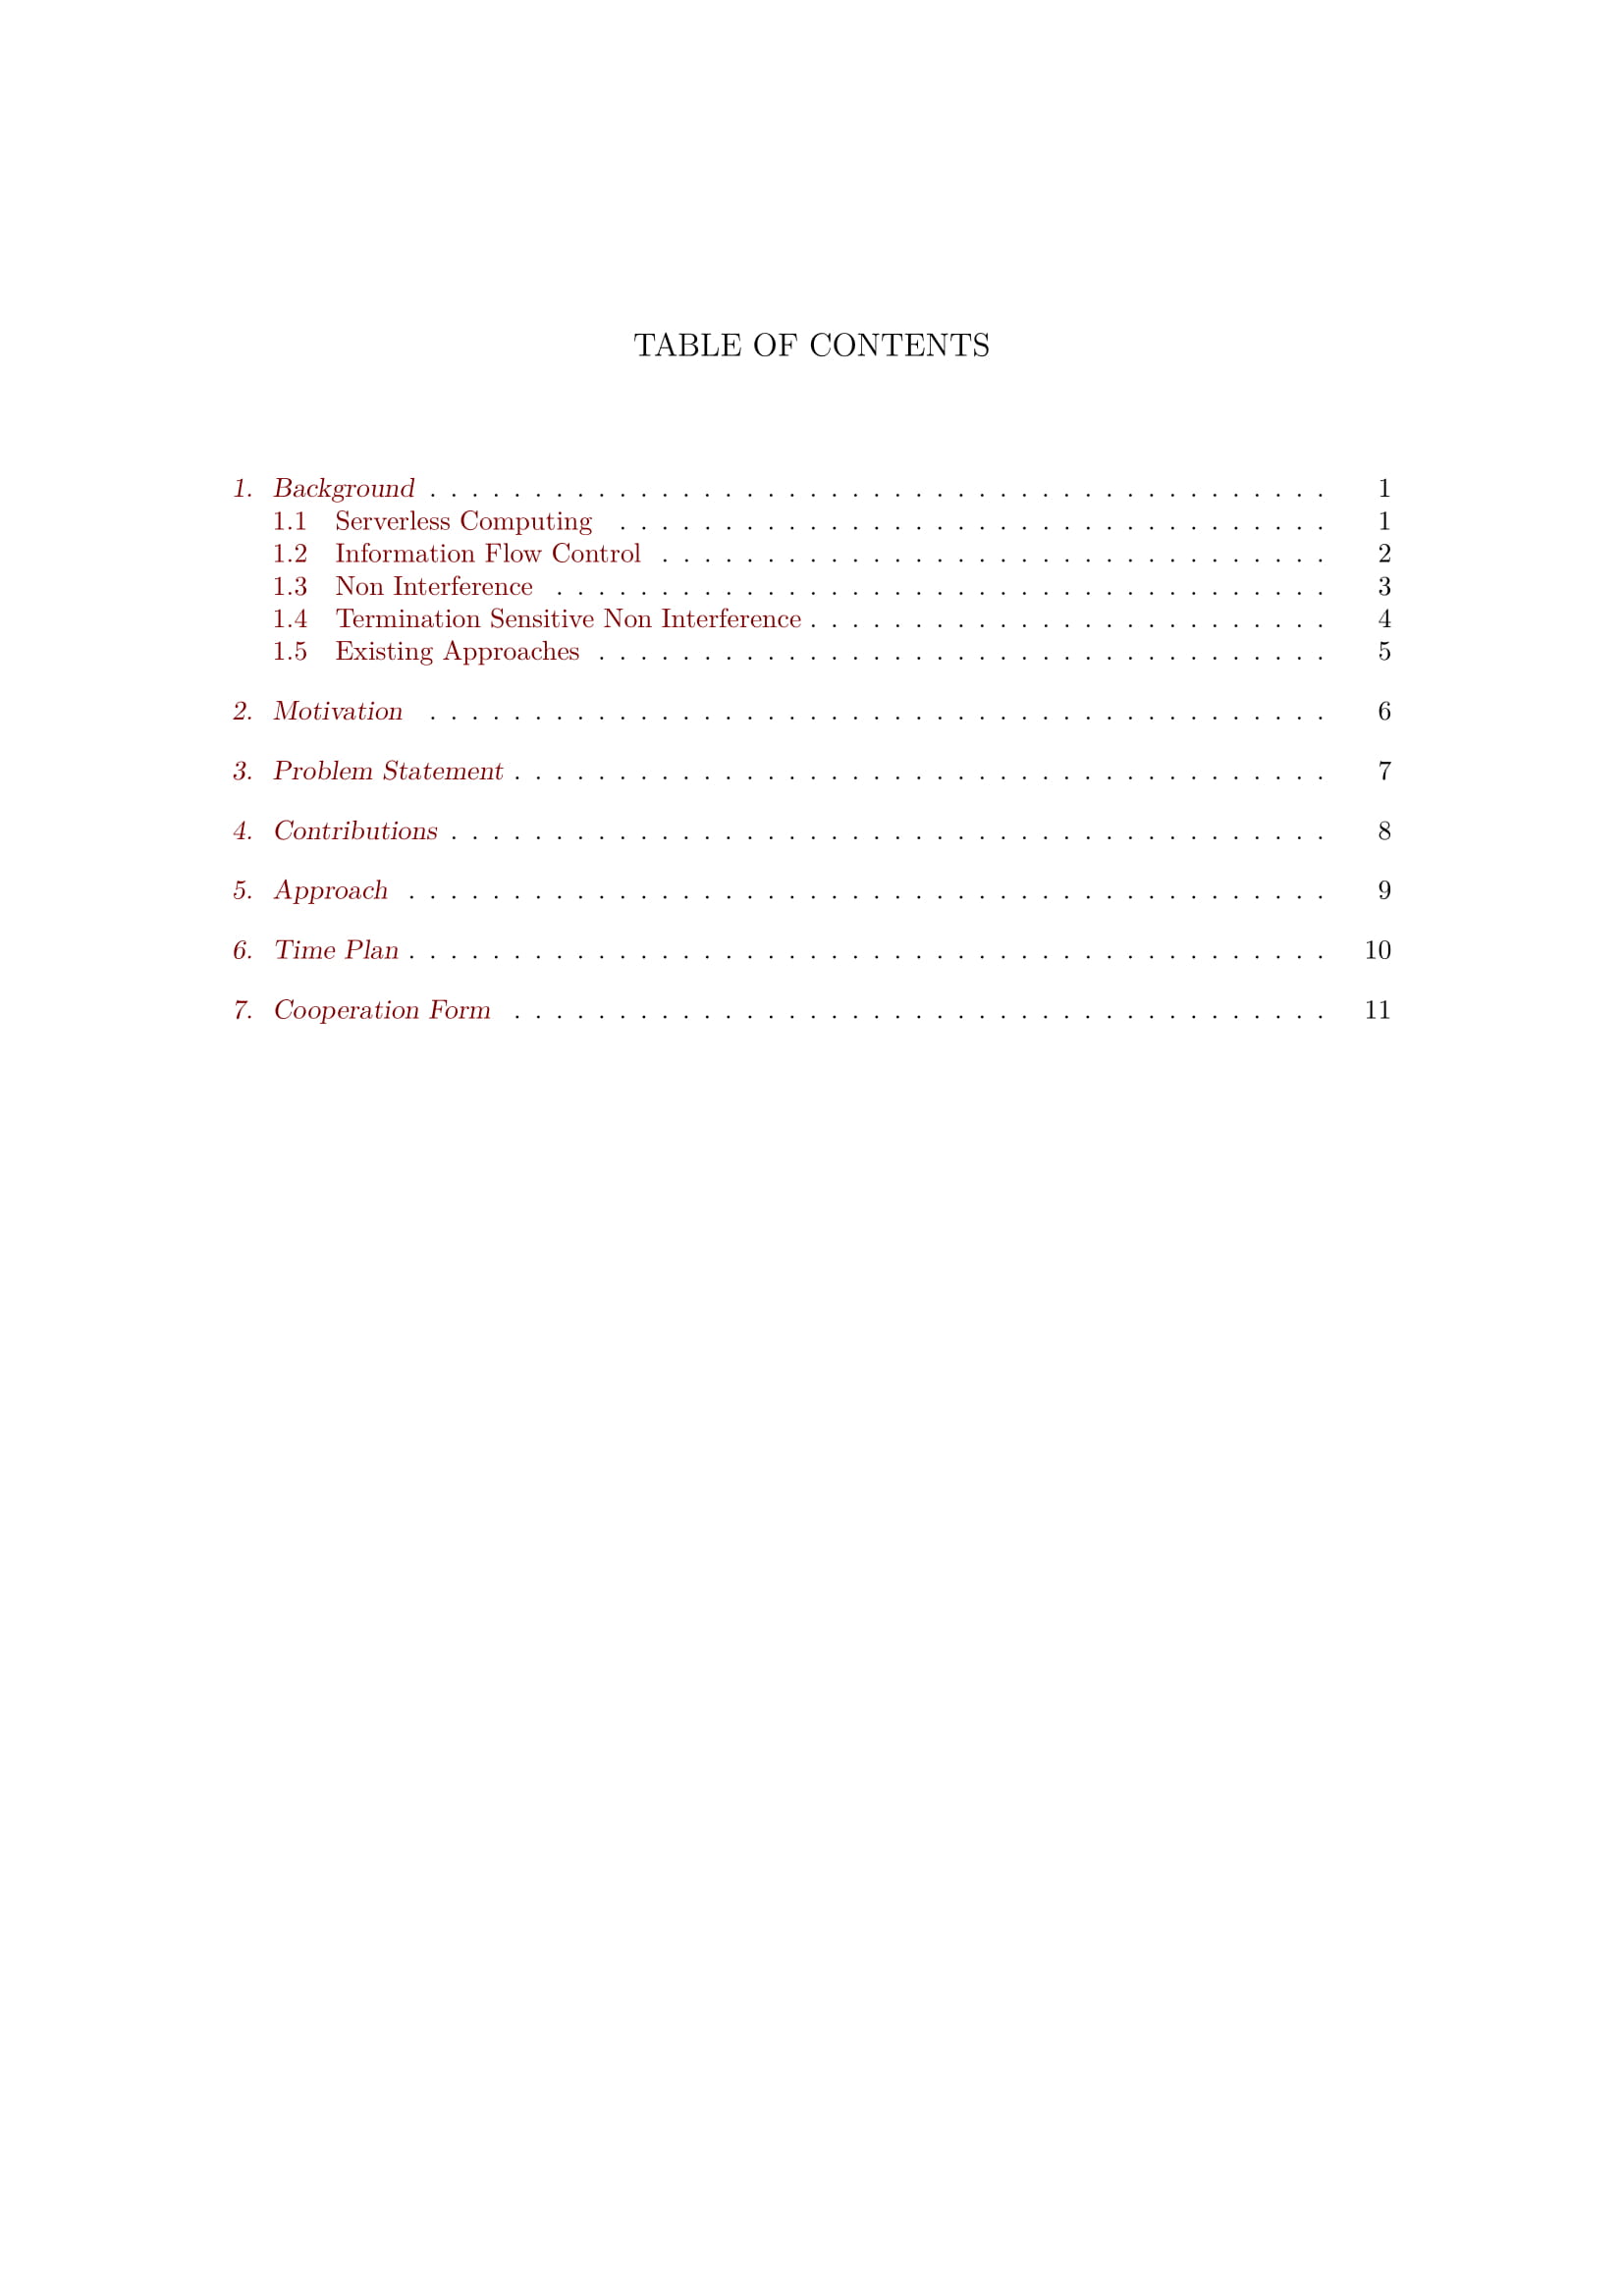 TABLE OF CONTENTS
1. Background . . . . . . . . . . . . . . . . . . . . . . . . . . . . . . . . . . . . . . . . . . . 1
1.1 Serverless Computing . . . . . . . . . . . . . . . . . . . . . . . . . . . . . . . . . . 1
1.2 Information Flow Control . . . . . . . . . . . . . . . . . . . . . . . . . . . . . . . . 2
1.3 Non Interference . . . . . . . . . . . . . . . . . . . . . . . . . . . . . . . . . . . . . 3
1.4 Termination Sensitive Non Interference . . . . . . . . . . . . . . . . . . . . . . . . . 4
1.5 Existing Approaches . . . . . . . . . . . . . . . . . . . . . . . . . . . . . . . . . . . 5
2. Motivation . . . . . . . . . . . . . . . . . . . . . . . . . . . . . . . . . . . . . . . . . . . 6
3. Problem Statement . . . . . . . . . . . . . . . . . . . . . . . . . . . . . . . . . . . . . . . 7
4. Contributions . . . . . . . . . . . . . . . . . . . . . . . . . . . . . . . . . . . . . . . . . . 8
5. Approach . . . . . . . . . . . . . . . . . . . . . . . . . . . . . . . . . . . . . . . . . . . . 9
6. Time Plan . . . . . . . . . . . . . . . . . . . . . . . . . . . . . . . . . . . . . . . . . . . . 10
7. Cooperation Form . . . . . . . . . . . . . . . . . . . . . . . . . . . . . . . . . . . . . . . 11